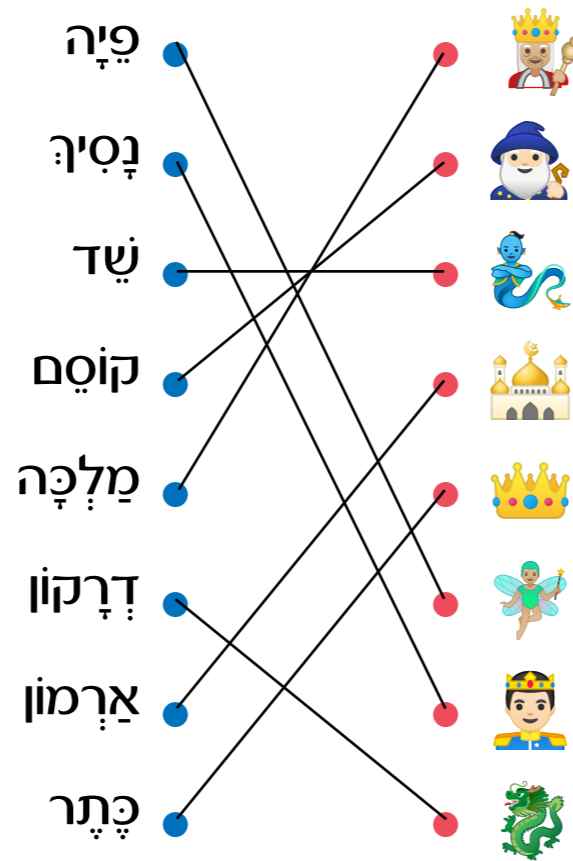 פֵיָה
נָסִיךְ
שֵׁד
קוֹסֵם
מַלְכָּה
דְרָקוֹן
אַרְמוֹן
כֶּתֶר